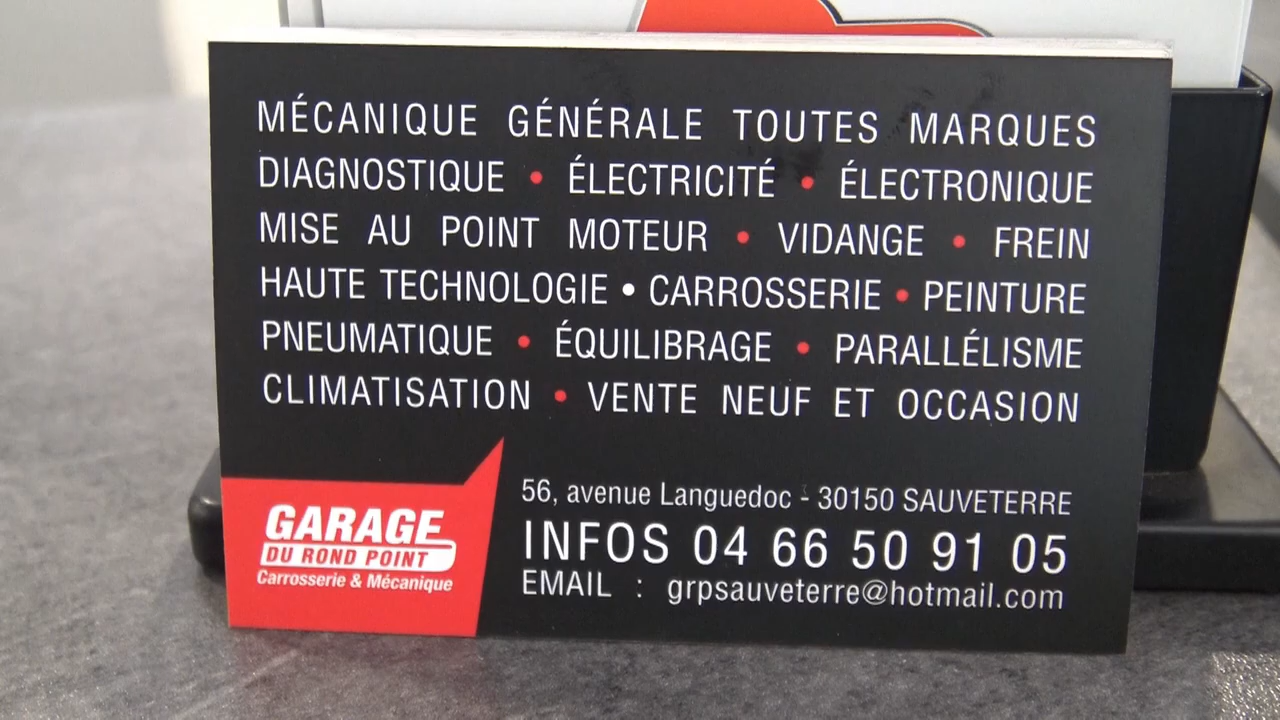 MÉCANIQUE GÉNÉRALE TOUTES MARQUES
DIAGNOSTIQUE • ÉLECTRICITÉ • ÉLECTRONIQUE
MISE AU POINT MOTEUR • VIDANGE • FREIN
HAUTE TECHNOLOGIE • CARROSSERIE • PEINTURE
PNEUMATIQUE • ÉQUILIBRAGE • PARALLÉLISME
CLIMATISATION • VENTE NEUF ET OCCASION
GARAGE
DU ROND POINT
Carrosserie & Mécanique
56, avenue Languedoc - 30150 SAUVETERRE
INFOS 04 66 50 91 05
EMAIL : grpsauveterre@hotmail.com